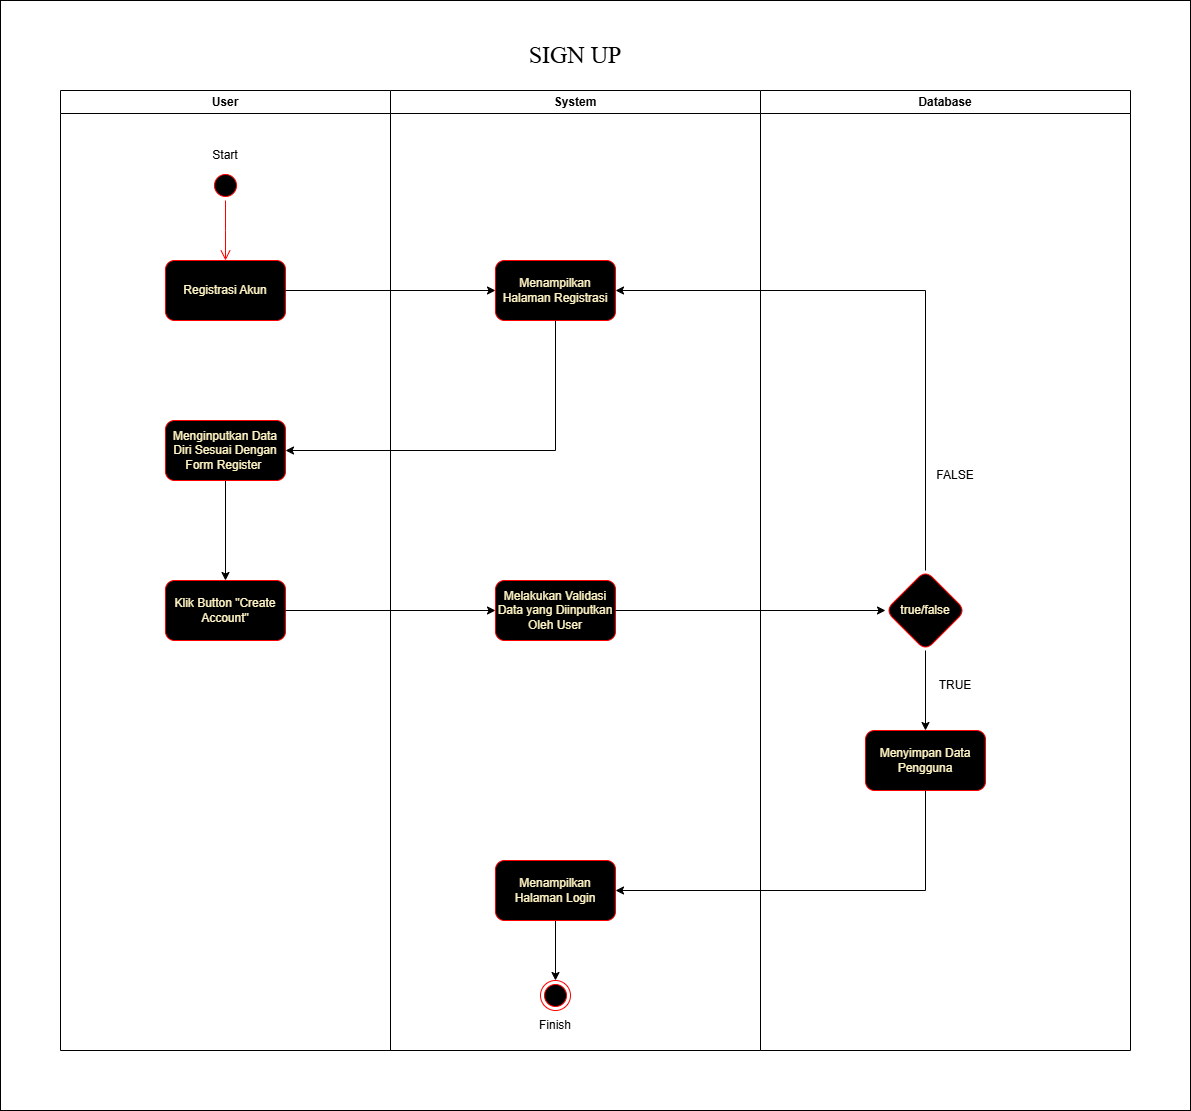 SIGN UP
User
System
Database
Start
Registrasi Akun
Menampilkan
Halaman Registrasi
Menginputkan Data
Diri Sesuai Dengan
Form Register
FALSE
Klik Button "Create
Account"
Melakukan Validasi
Data yang Diinputkan
Oleh User
true/false
TRUE
Menyimpan Data
Pengguna
Menampilkan
Halaman Login
Finish